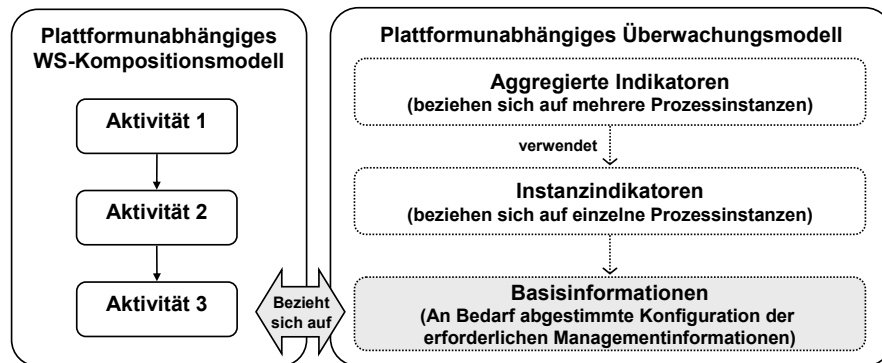 Plattformunabhängiges
WS-Kompositionsmodell
Aktivität 1
Aktivität 2
Aktivität 3
Bezieht
sich auf
Plattformunabhängiges Überwachungsmodell
Aggregierte Indikatoren
(beziehen sich auf mehrere Prozessinstanzen)
verwendet
Instanzindikatoren
(beziehen sich auf einzelne Prozessinstanzen)
Basisinformationen
(An Bedarf abgestimmte Konfiguration der
erforderlichen Managementinformationen)